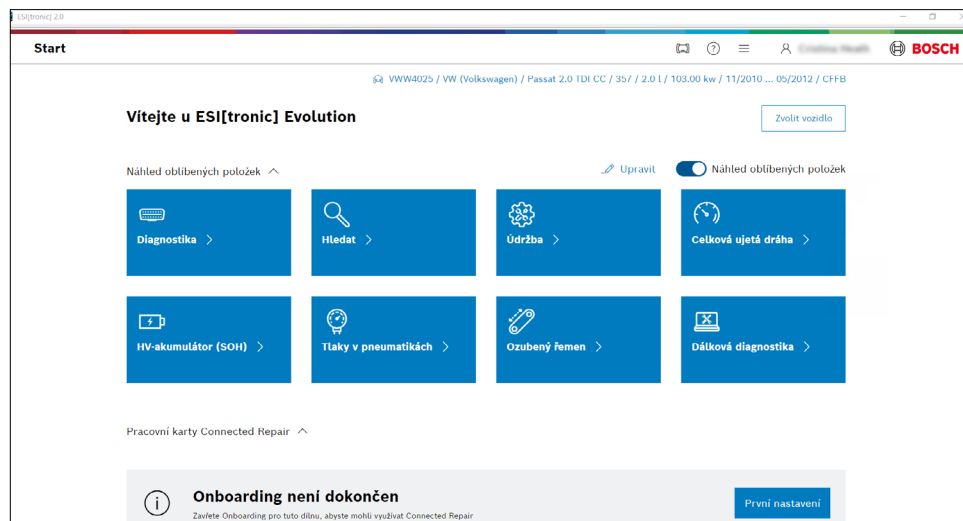 ESI[tronic] 2.0
Start
BOSCH
VWW4025 / VW (Volkswagen) / Passat 2.0 TDI CC / 357 / 2.0 l / 103.00 kw / 11/2010 ... 05/2012 / CFFB
Vítejte u ESI[tronic] Evolution
Zvolit vozidlo
Náhled oblíbených položek
Upravit
Náhled oblíbených položek
Diagnostika
Hledat
Údržba
Celková ujetá dráha
HV-akumulátor (SOH)
Tlaky v pneumatikách
Ozubený řemen
Dálková diagnostika
Pracovní karty Connected Repair
Onboarding není dokončen
Zavřete Onboarding pro tuto dílnu, abyste mohli využívat Connected Repair
První nastavení